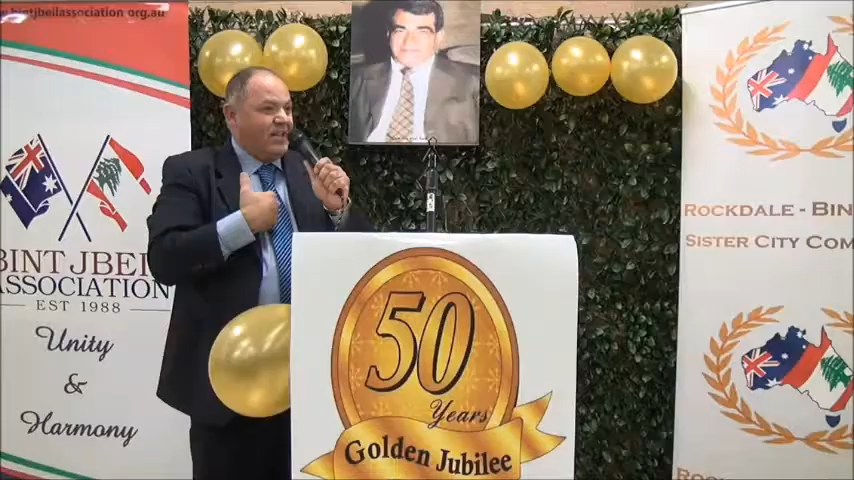 bintjbeilassociation.org.au
BINT JBEI
ASSOCIATION
EST 1988
Unity
&
Harmony
50
Years
Golden Jubilee
ROCKDALE - BIN
SISTER CITY COM
ROCK